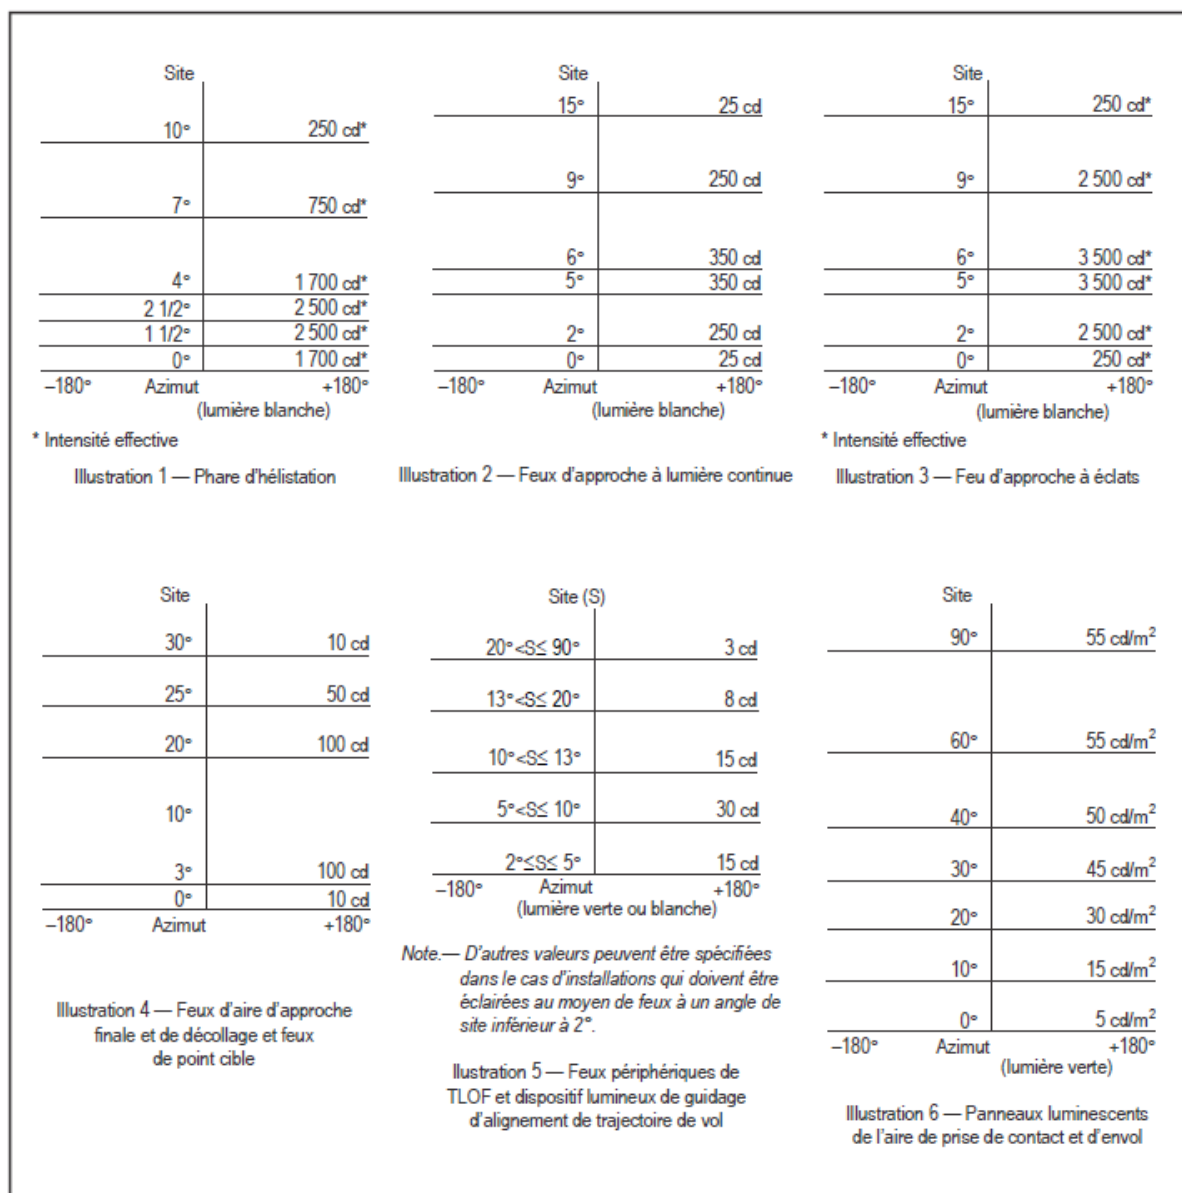 Site
10° 250 cd*
7° 750 cd*
4° 1 700 cd*
2 1/2° 2 500 cd*
1 1/2° 2 500 cd*
0° 1 700 cd*
–180° Azimut +180°
(lumière blanche)
* Intensité effective
Illustration 1 — Phare d'hélistation
Site
15° 25 cd
9° 250 cd
6° 350 cd
5° 350 cd
2° 250 cd
0° 25 cd
–180° Azimut +180°
(lumière blanche)
Illustration 2 — Feux d'approche à lumière continue
Site
15° 250 cd*
9° 2 500 cd*
6° 3 500 cd*
5° 3 500 cd*
2° 2 500 cd*
0° 250 cd*
–180° Azimut +180°
(lumière blanche)
* Intensité effective
Illustration 3 — Feu d'approche à éclats
Site
30° 10 cd
25° 50 cd
20° 100 cd
10°
3° 100 cd
0° 10 cd
–180° Azimut +180°
Illustration 4 — Feux d'aire d'approche
finale et de décollage et feux
de point cible
Site (S)
20°<S≤ 90° 3 cd
13°<S≤ 20° 8 cd
10°<S≤ 13° 15 cd
5°<S≤ 10° 30 cd
2°≤S≤ 5° 15 cd
–180° Azimut +180°
(lumière verte ou blanche)
Note.— D'autres valeurs peuvent être spécifiées
dans le cas d'installations qui doivent être
éclairées au moyen de feux à un angle de
site inférieur à 2°.
llustration 5 — Feux périphériques de
TLOF et dispositif lumineux de guidage
d'alignement de trajectoire de vol
Site
90° 55 cd/m²
60° 55 cd/m²
40° 50 cd/m²
30° 45 cd/m²
20° 30 cd/m²
10° 15 cd/m²
0° 5 cd/m²
–180° Azimut +180°
(lumière verte)
Illustration 6 — Panneaux luminescents
de l'aire de prise de contact et d'envol